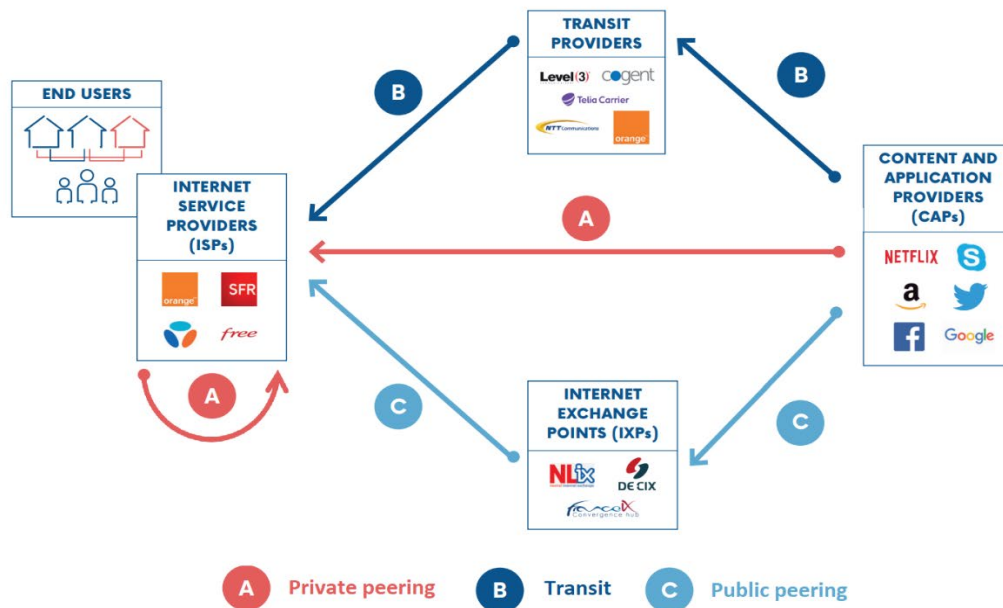 TRANSIT
PROVIDERS
Level(3)
cogent
Telia Carrier
NTT Communications
orange
B
B
END USERS
INTERNET
SERVICE
PROVIDERS
(ISPs)
orange
SFR
free
A
A
CONTENT AND
APPLICATION
PROVIDERS
(CAPs)
NETFLIX
S
a
f
Google
C
C
INTERNET
EXCHANGE
POINTS (IXPs)
NLix
DE CIX
franceIX
Convergence hub
A Private peering
B Transit
C Public peering